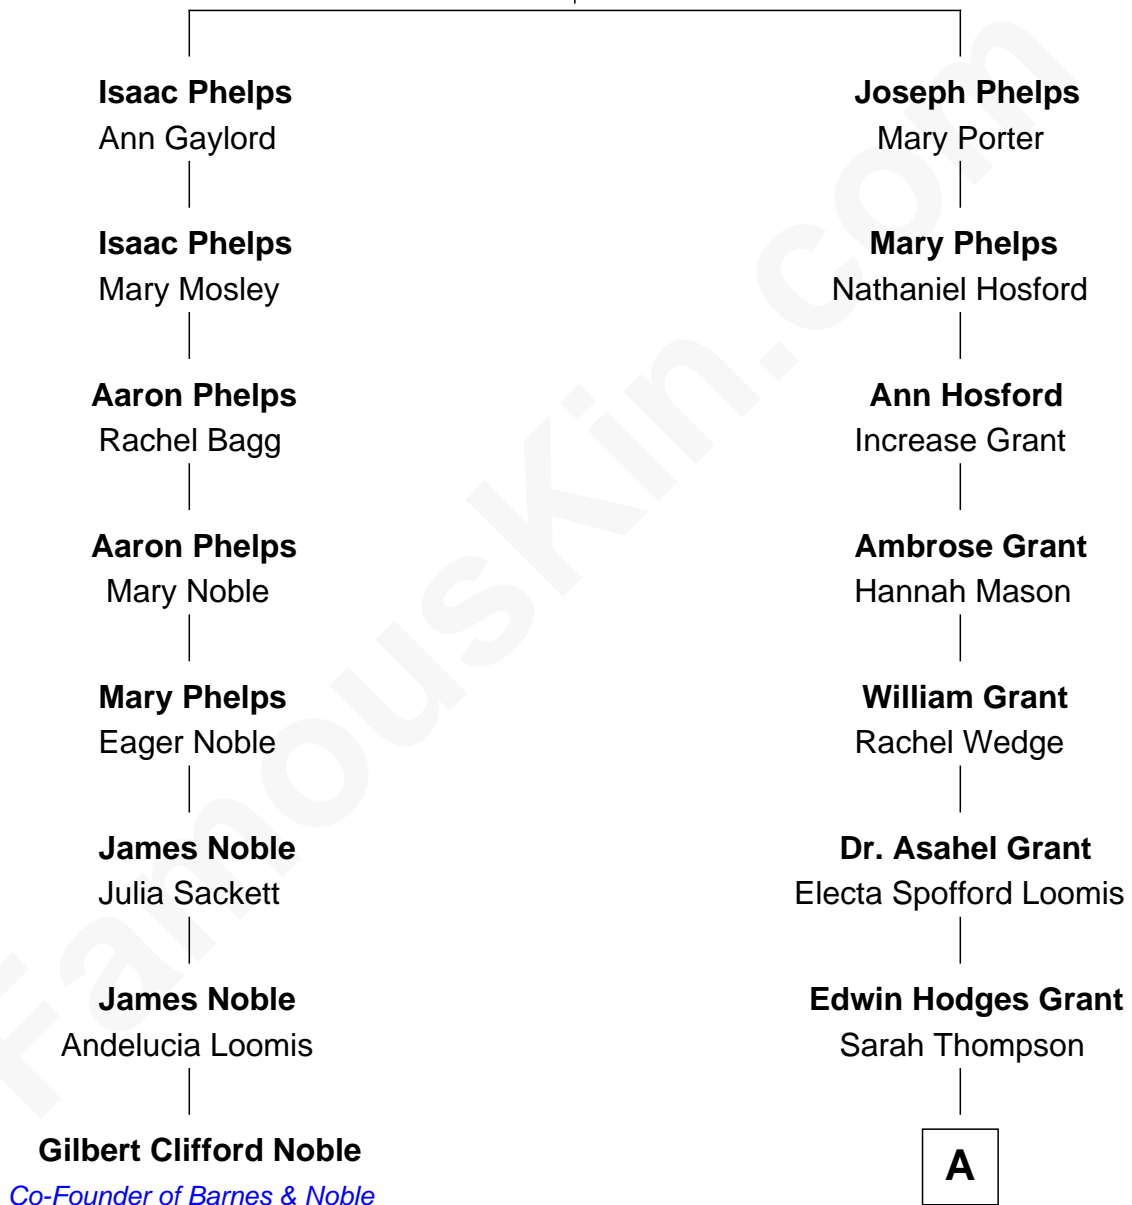 Isaac Phelps
Ann Gaylord
Isaac Phelps
Mary Mosley
Aaron Phelps
Rachel Bagg
Aaron Phelps
Mary Noble
Mary Phelps
Eager Noble
James Noble
Julia Sackett
James Noble
Andelucia Loomis
Gilbert Clifford Noble
Co-Founder of Barnes & Noble
Joseph Phelps
Mary Porter
Mary Phelps
Nathaniel Hosford
Ann Hosford
Increase Grant
Ambrose Grant
Hannah Mason
William Grant
Rachel Wedge
Dr. Asahel Grant
Electa Spofford Loomis
Edwin Hodges Grant
Sarah Thompson
A
FamousKin.com